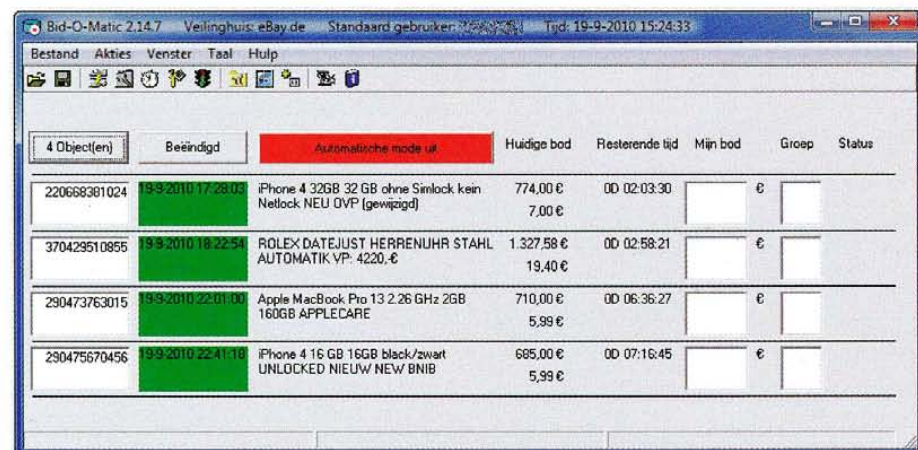 Bid-O-Matic 2.14.7 Veilinghuis: eBay.de Standaard gebruiker: Tijd: 19-9-2010 15:24:33
Bestand Akties Venster Taal Hulp
4 Object(en) Beëindigd Automatische mode uit Huidige bod Resterende tijd Mijn bod Groep Status
220668381024 19-9-2010 17:28:03 iPhone 4 32GB 32 GB ohne Simlock kein 774,00 € 0D 02:03:30 €
Netlock NEU OVP (gewijzigd) 7,00 €
370429510855 19-9-2010 18:22:54 ROLEX DATEJUST HERRENUHR STAHL 1.327,58 € 0D 02:58:21 €
AUTOMATIK VP: 4220,-€ 19,40 €
290473763015 19-9-2010 22:01:00 Apple MacBook Pro 13 2.26 GHz 2GB 710,00 € 0D 06:36:27 €
160GB APPLECARE 5,99 €
290475670456 19-9-2010 22:41:18 iPhone 4 16 GB 16GB black/zwart 685,00 € 0D 07:16:45 €
UNLOCKED NIEUW NEW BNIB 5,99 €